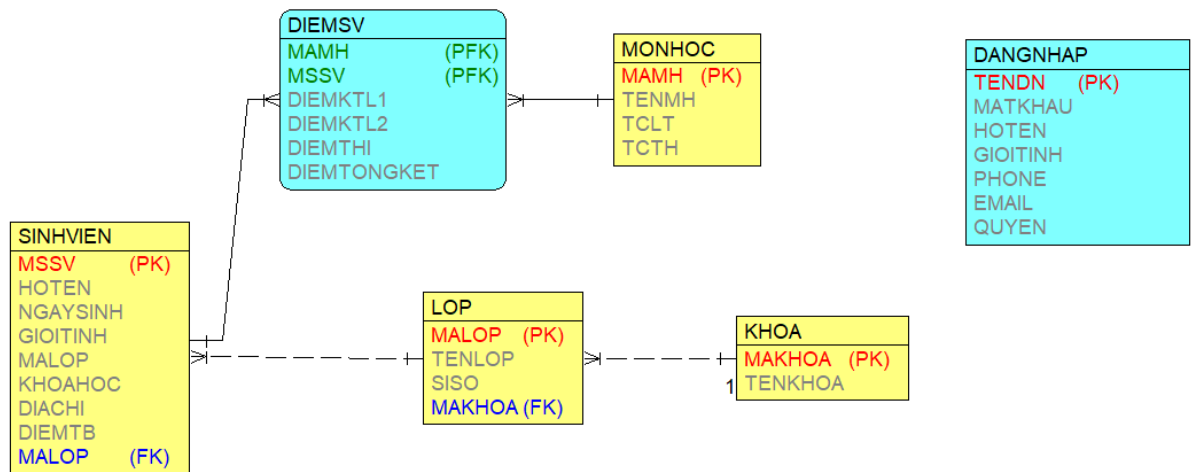 DIEMSV
MAMH (PFK)
MSSV (PFK)
DIEMKTL1
DIEMKTL2
DIEMTHI
DIEMTONGKET
MONHOC
MAMH (PK)
TENMH
TCLT
TCTH
DANGNHAP
TENDN (PK)
MATKHAU
HOTEN
GIOITINH
PHONE
EMAIL
QUYEN
SINHVIEN
MSSV (PK)
HOTEN
NGAYSINH
GIOITINH
MALOP
KHOAHOC
DIACHI
DIEMTB
MALOP (FK)
LOP
MALOP (PK)
TENLOP
SISO
MAKHOA (FK)
KHOA
MAKHOA (PK)
TENKHOA
1